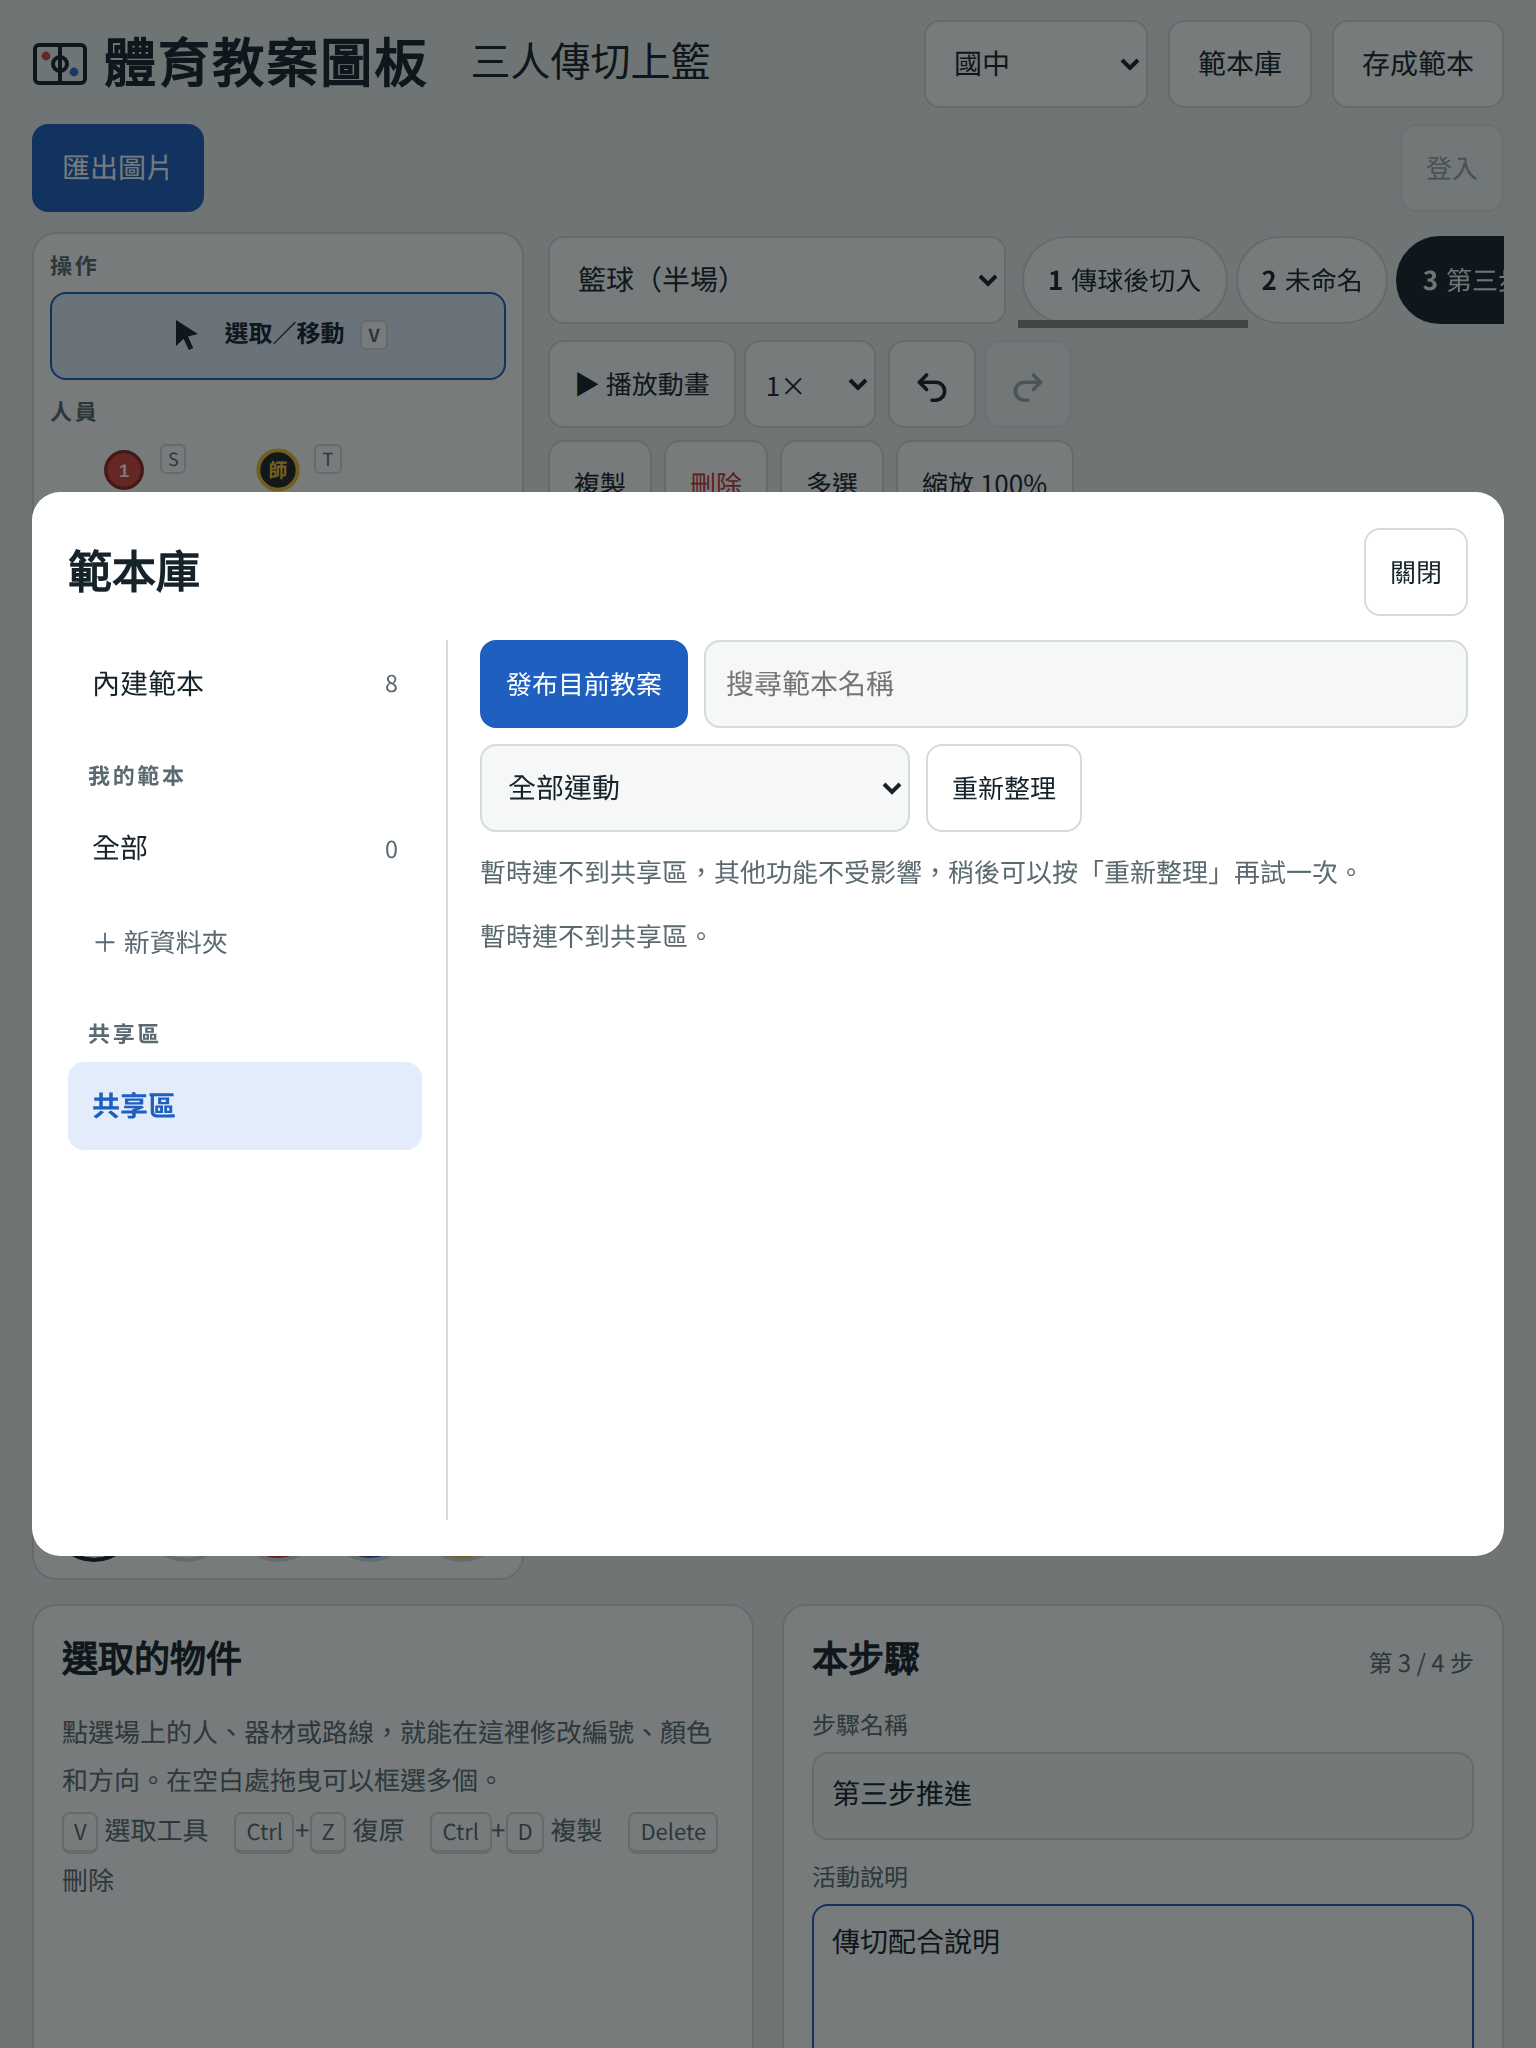 體育教案圖板
三人傳切上籃
國中
範本庫
存成範本
匯出圖片
登入
操作
選取／移動 V
人員
1 S 師 T
籃球（半場）
1 傳球後切入
2 未命名
3 第三
▶ 播放動畫
1×
複製
刪除
多選
縮放 100%
範本庫
關閉
內建範本 8
我的範本
全部 0
＋ 新資料夾
共享區
共享區
發布目前教案
搜尋範本名稱
全部運動
重新整理
暫時連不到共享區，其他功能不受影響，稍後可以按「重新整理」再試一次。
暫時連不到共享區。
選取的物件
點選場上的人、器材或路線，就能在這裡修改編號、顏色
和方向。在空白處拖曳可以框選多個。
V 選取工具 Ctrl+Z 復原 Ctrl+D 複製 Delete
刪除
本步驟
第 3 / 4 步
步驟名稱
第三步推進
活動說明
傳切配合說明